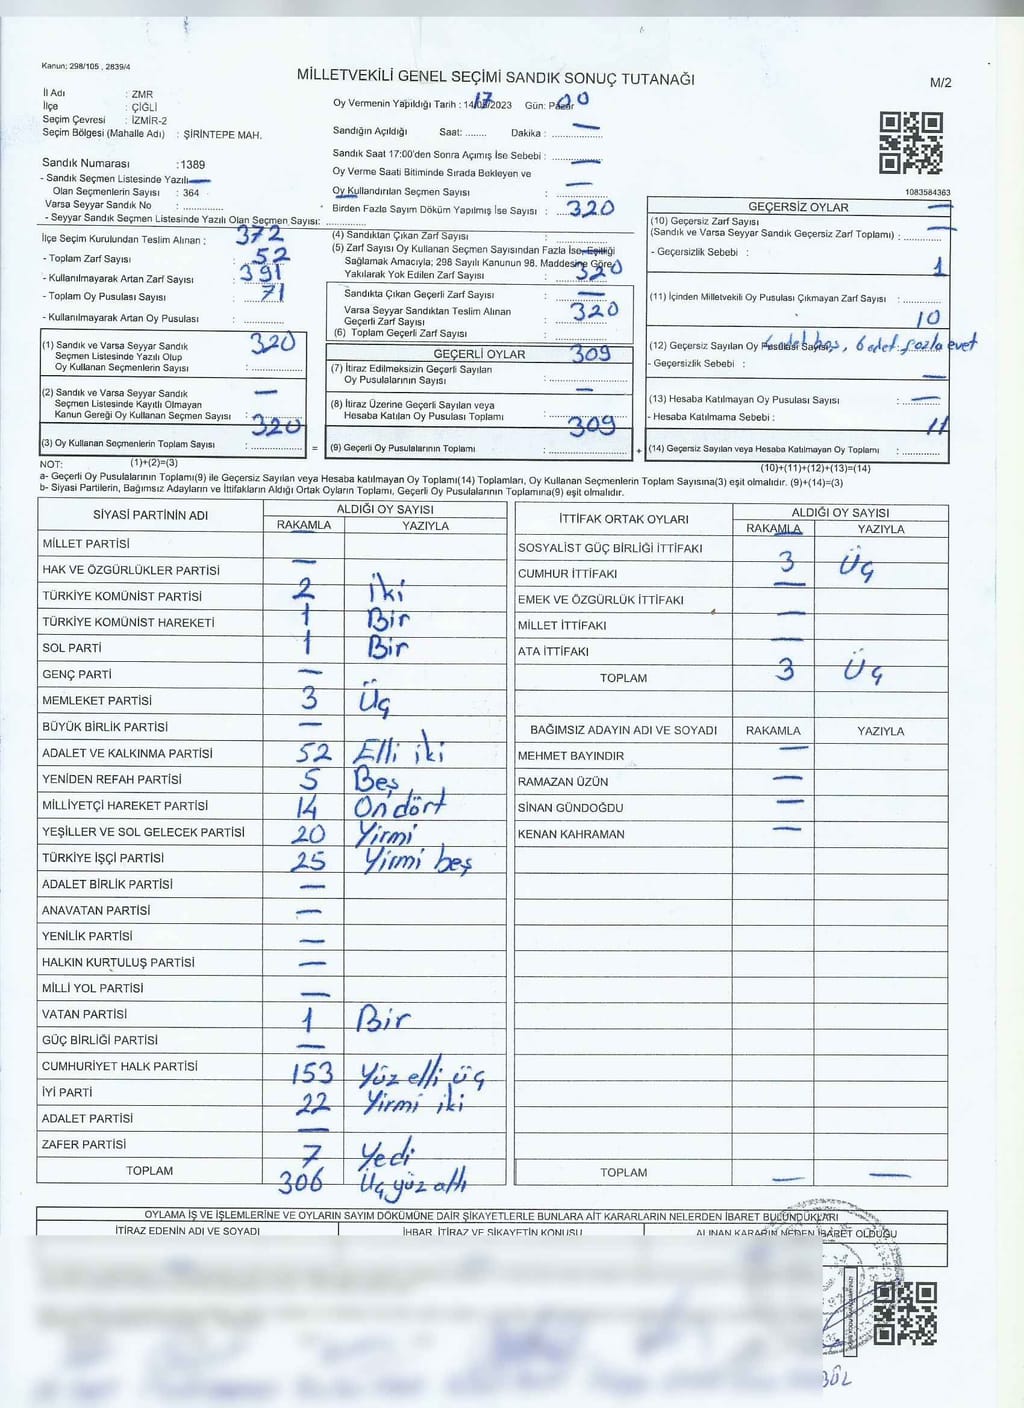 Kanun; 298/105 , 2839/4
MİLLETVEKİLİ GENEL SEÇİMİ SANDIK SONUÇ TUTANAĞI
M/2
İl Adı : ZMR
İlçe : ÇİĞLİ
Seçim Çevresi : İZMİR-2
Seçim Bölgesi (Mahalle Adı) : ŞİRİNTEPE MAH.
Sandık Numarası :1389
- Sandık Seçmen Listesinde Yazılı
Olan Seçmenlerin Sayısı : 364
Varsa Seyyar Sandık No : ..............
- Seyyar Sandık Seçmen Listesinde Yazılı Olan Seçmen Sayısı: ..............
Oy Vermenin Yapıldığı Tarih : 14/05/2023 Gün: Pazar
17 00
Sandığın Açıldığı Saat: ....... Dakika : ............... —
Sandık Saat 17:00'den Sonra Açımış İse Sebebi : ............... —
Oy Verme Saati Bitiminde Sırada Bekleyen ve
Oy Kullandırılan Seçmen Sayısı : ............... —
Birden Fazla Sayım Döküm Yapılmış İse Sayısı : ............... 320
1083584363
İlçe Seçim Kurulundan Teslim Alınan ; 372
- Toplam Zarf Sayısı : 52
- Kullanılmayarak Artan Zarf Sayısı : 391
- Toplam Oy Pusulası Sayısı : 71
- Kullanılmayarak Artan Oy Pusulası : ..............
(4) Sandıktan Çıkan Zarf Sayısı : ...............
(5) Zarf Sayısı Oy Kullanan Seçmen Sayısından Fazla İse, Eşitliği
Sağlamak Amacıyla; 298 Sayılı Kanunun 98. Maddesine Göre
Yakılarak Yok Edilen Zarf Sayısı : ............... 320
Sandıkta Çıkan Geçerli Zarf Sayısı : ............... —
Varsa Seyyar Sandıktan Teslim Alınan
Geçerli Zarf Sayısı : ............... 320
(6) Toplam Geçerli Zarf Sayısı : ...............
GEÇERSİZ OYLAR —
(10) Geçersiz Zarf Sayısı
(Sandık ve Varsa Seyyar Sandık Geçersiz Zarf Toplamı) : ............ —
- Geçersizlik Sebebi :
1
(11) İçinden Milletvekili Oy Pusulası Çıkmayan Zarf Sayısı : ............
10
(12) Geçersiz Sayılan Oy Pusulası Sayısı
4 adet boş, 6 adet fazla evet
- Geçersizlik Sebebi :
—
(13) Hesaba Katılmayan Oy Pusulası Sayısı : ............ —
- Hesaba Katılmama Sebebi :
11
(14) Geçersiz Sayılan veya Hesaba Katılmayan Oy Toplamı : ............
(10)+(11)+(12)+(13)=(14)
(1) Sandık ve Varsa Seyyar Sandık
Seçmen Listesinde Yazılı Olup
Oy Kullanan Seçmenlerin Sayısı : .............. 320
(2) Sandık ve Varsa Seyyar Sandık
Seçmen Listesinde Kayıtlı Olmayan
Kanun Gereği Oy Kullanan Seçmen Sayısı : .............. —
320
(3) Oy Kullanan Seçmenlerin Toplam Sayısı : .............. =
(1)+(2)=(3)
GEÇERLİ OYLAR 309
(7) İtiraz Edilmeksizin Geçerli Sayılan
Oy Pusulalarının Sayısı : ...............
—
(8) İtiraz Üzerine Geçerli Sayılan veya
Hesaba Katılan Oy Pusulası Toplamı : ...............
309
(9) Geçerli Oy Pusulalarının Toplamı : ............... +
NOT:
a- Geçerli Oy Pusulalarının Toplamı(9) ile Geçersiz Sayılan veya Hesaba katılmayan Oy Toplamı(14) Toplamları, Oy Kullanan Seçmenlerin Toplam Sayısına(3) eşit olmalıdır. (9)+(14)=(3)
b- Siyasi Partilerin, Bağımsız Adayların ve İttifakların Aldığı Ortak Oyların Toplamı, Geçerli Oy Pusulalarının Toplamına(9) eşit olmalıdır.
SİYASİ PARTİNİN ADI ALDIĞI OY SAYISI
RAKAMLA YAZIYLA
—
MİLLET PARTİSİ
HAK VE ÖZGÜRLÜKLER PARTİSİ —
TÜRKİYE KOMÜNİST PARTİSİ 2 iki
TÜRKİYE KOMÜNİST HAREKETİ 1 Bir
SOL PARTİ 1 Bir
GENÇ PARTİ —
MEMLEKET PARTİSİ 3 Üç
BÜYÜK BİRLİK PARTİSİ —
ADALET VE KALKINMA PARTİSİ 52 Elli iki
YENİDEN REFAH PARTİSİ 5 Beş
MİLLİYETÇİ HAREKET PARTİSİ 14 On dört
YEŞİLLER VE SOL GELECEK PARTİSİ 20 Yirmi
TÜRKİYE İŞÇİ PARTİSİ 25 Yirmi beş
ADALET BİRLİK PARTİSİ —
ANAVATAN PARTİSİ —
YENİLİK PARTİSİ —
HALKIN KURTULUŞ PARTİSİ —
MİLLİ YOL PARTİSİ —
VATAN PARTİSİ 1 Bir
GÜÇ BİRLİĞİ PARTİSİ —
CUMHURİYET HALK PARTİSİ 153 Yüz elli üç
İYİ PARTİ 22 Yirmi iki
ADALET PARTİSİ —
ZAFER PARTİSİ 7 Yedi
TOPLAM 306 Üç yüz altı
İTTİFAK ORTAK OYLARI ALDIĞI OY SAYISI
RAKAMLA YAZIYLA
—
SOSYALİST GÜÇ BİRLİĞİ İTTİFAKI
CUMHUR İTTİFAKI 3 Üç
—
EMEK VE ÖZGÜRLÜK İTTİFAKI
MİLLET İTTİFAKI —
ATA İTTİFAKI —
TOPLAM 3 Üç
BAĞIMSIZ ADAYIN ADI VE SOYADI RAKAMLA YAZIYLA
MEHMET BAYINDIR —
RAMAZAN ÜZÜN —
SİNAN GÜNDOĞDU —
KENAN KAHRAMAN —
TOPLAM — —
OYLAMA İŞ VE İŞLEMLERİNE VE OYLARIN SAYIM DÖKÜMÜNE DAİR ŞİKAYETLERLE BUNLARA AİT KARARLARIN NELERDEN İBARET BULUNDUKLARI
İTİRAZ EDENİN ADI VE SOYADI İHBAR, İTİRAZ VE ŞİKAYETİN KONUSU ALINAN KARARIN NEDEN İBARET OLDUĞU